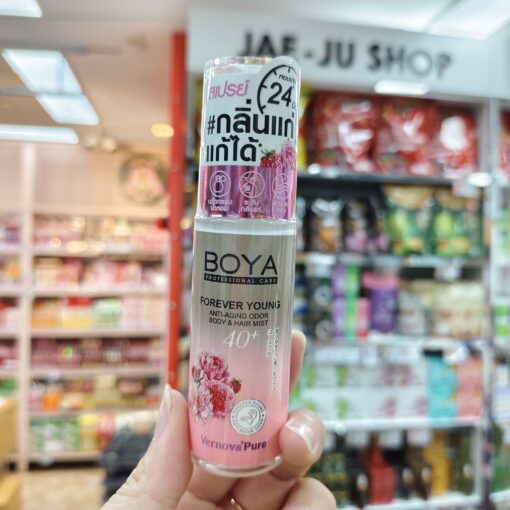 JAE-JU SHOP
สเปรย์
24
#กลิ่นแก่
แก้ได้
BOYA
PROFESSIONAL CARE
FOREVER YOUNG
ANTI-AGING ODOR
BODY & HAIR MIST
40+
Vernova Pure